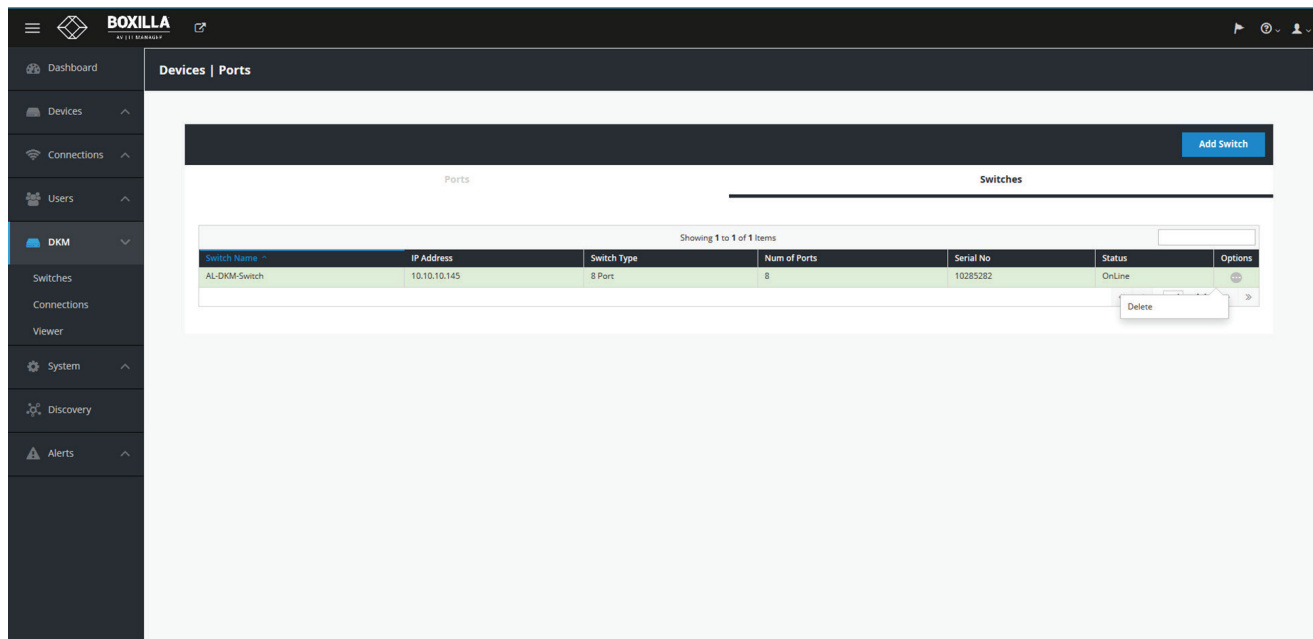 BOXILLA
AV | IT MANAGER
Dashboard
Devices | Ports
Devices
Connections
Add Switch
Ports
Switches
Users
DKM
Showing 1 to 1 of 1 Items
Switch Name IP Address Switch Type Num of Ports Serial No Status Options
AL-DKM-Switch 10.10.10.145 8 Port 8 10285282 OnLine
Delete
Switches
Connections
Viewer
System
Discovery
Alerts